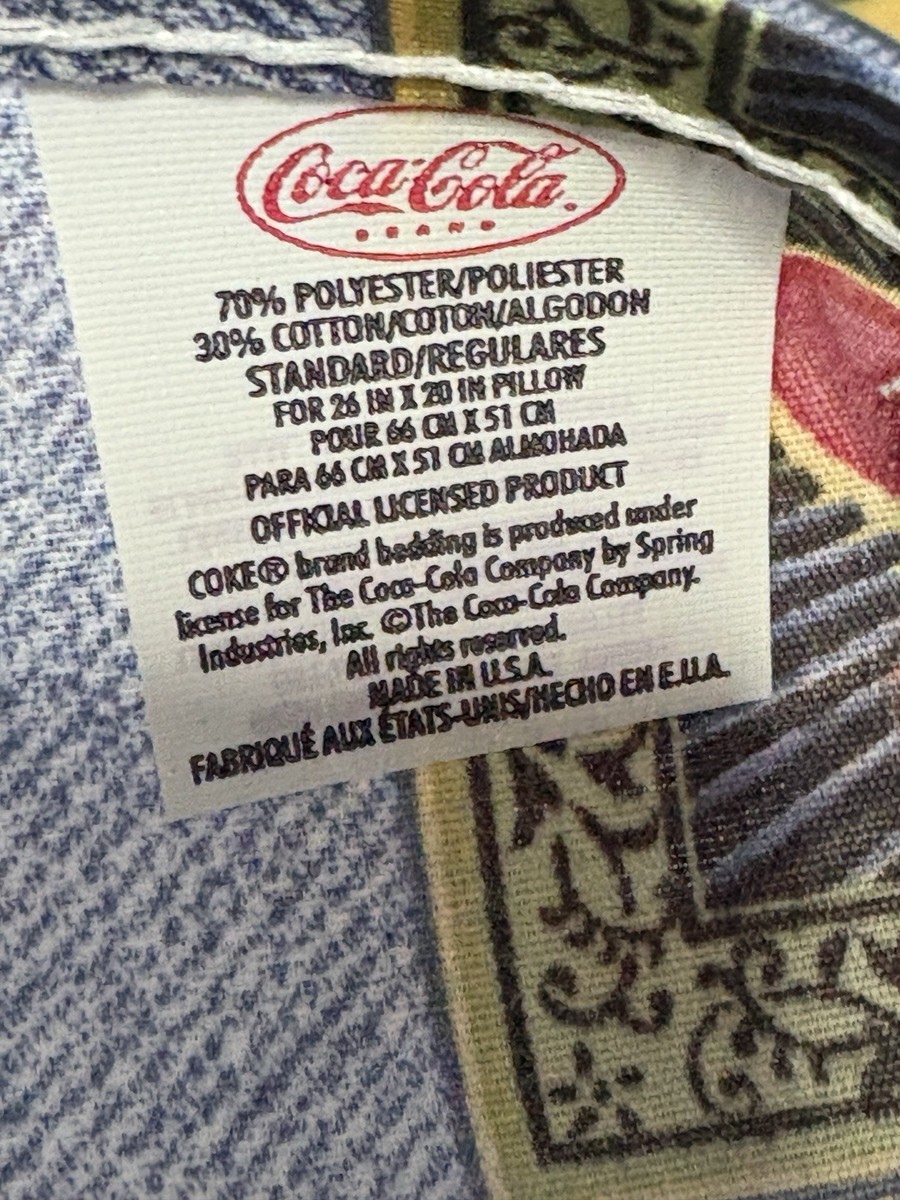 Coca-Cola
BRAND
70% POLYESTER/POLIESTER
30% COTTON/COTON/ALGODON
STANDARD/REGULARES
FOR 26 IN X 20 IN PILLOW
POUR 66 CM X 51 CM
PARA 66 CM X 51 CM ALMOHADA
OFFICIAL LICENSED PRODUCT
COKE® brand bedding is produced under
license for The Coca-Cola Company by Spring
Industries, Inc. ©The Coca-Cola Company.
All rights reserved.
MADE IN U.S.A.
FABRIQUÉ AUX ÉTATS-UNIS/HECHO EN E.U.A.